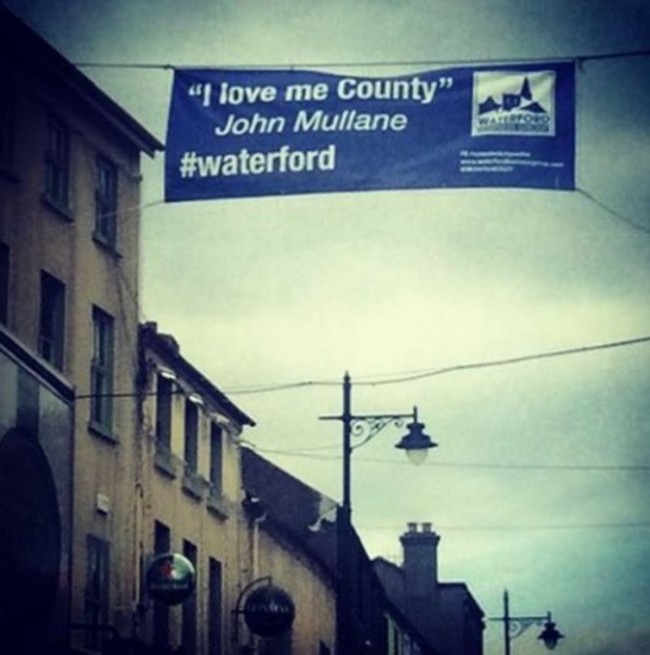 "I love me County"
John Mullane
#waterford
WATERFORD